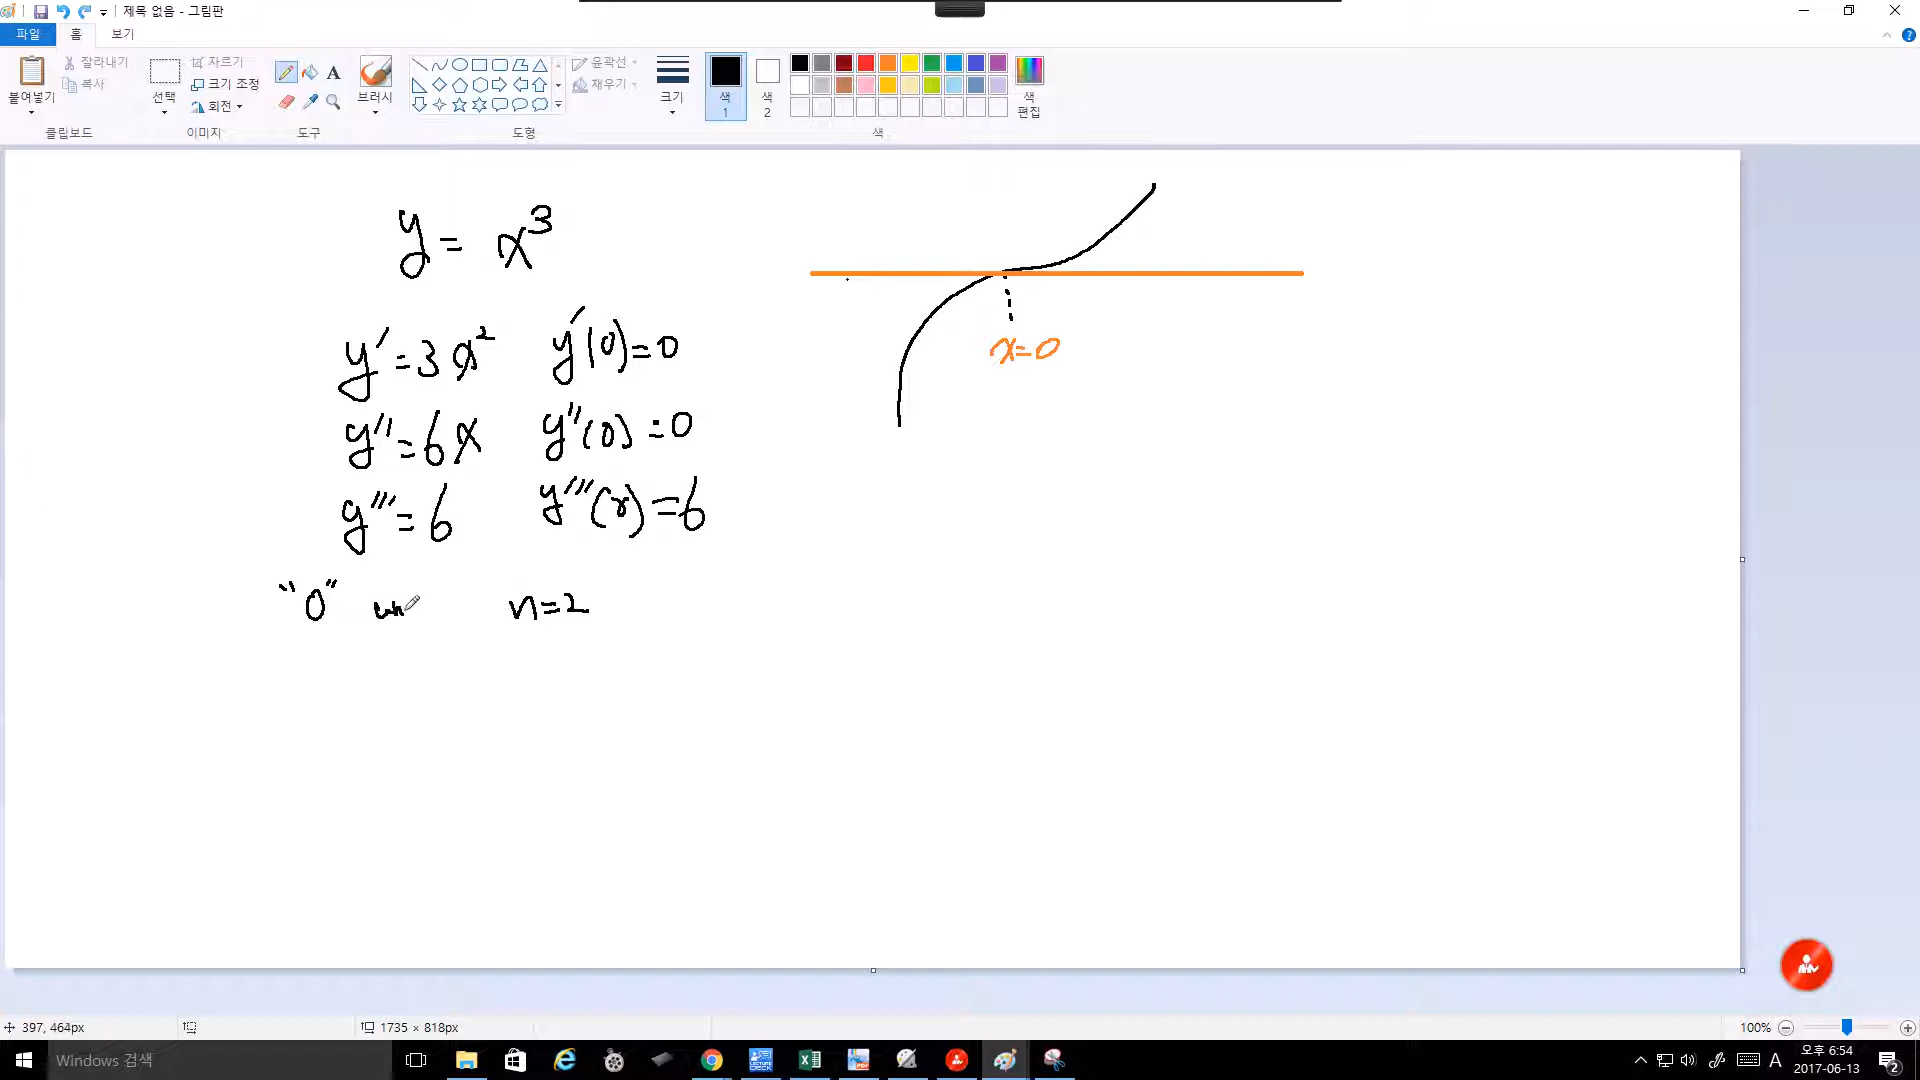 제목 없음 - 그림판
파일 홈 보기
붙여넣기 잘라내기 복사 클립보드
선택 자르기 크기 조정 회전 이미지
A 도구
브러시
윤곽선 채우기 도형
크기
색 1 색 2 색 편집 색
y = x³
y' = 3x² y'(0)=0
y'' = 6x y''(0) = 0
y''' = 6 y'''(x) = 6
"0" n=2
x=0
397, 464px 1735 × 818px 100%
Windows 검색
LECTURE DECK
PDF
A 오후 6:54
2017-06-13 2